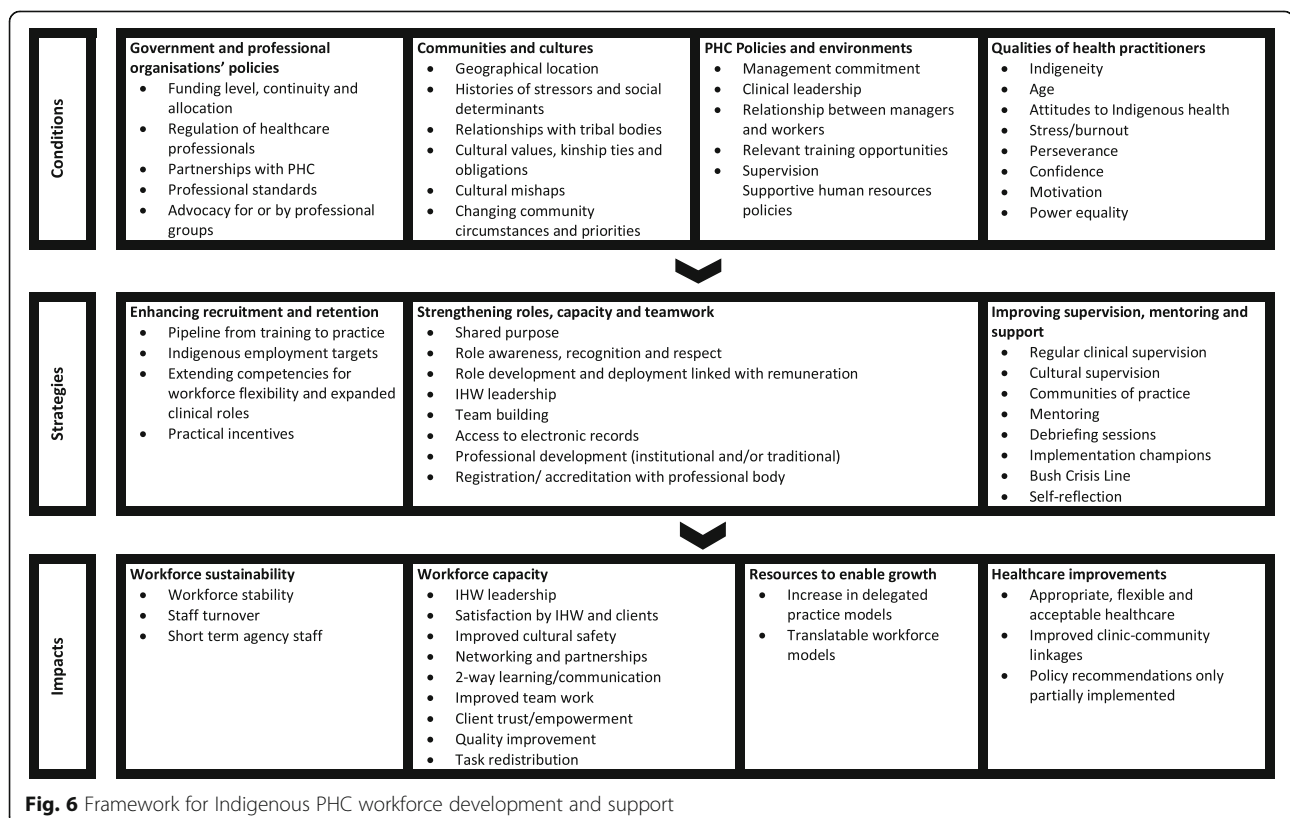 Conditions
Government and professional
organisations' policies
• Funding level, continuity and
allocation
• Regulation of healthcare
professionals
• Partnerships with PHC
• Professional standards
• Advocacy for or by professional
groups
Communities and cultures
• Geographical location
• Histories of stressors and social
determinants
• Relationships with tribal bodies
• Cultural values, kinship ties and
obligations
• Cultural mishaps
• Changing community
circumstances and priorities
PHC Policies and environments
• Management commitment
• Clinical leadership
• Relationship between managers
and workers
• Relevant training opportunities
• Supervision
Supportive human resources
policies
Qualities of health practitioners
• Indigeneity
• Age
• Attitudes to Indigenous health
• Stress/burnout
• Perseverance
• Confidence
• Motivation
• Power equality
Strategies
Enhancing recruitment and retention
• Pipeline from training to practice
• Indigenous employment targets
• Extending competencies for
workforce flexibility and expanded
clinical roles
• Practical incentives
Strengthening roles, capacity and teamwork
• Shared purpose
• Role awareness, recognition and respect
• Role development and deployment linked with remuneration
• IHW leadership
• Team building
• Access to electronic records
• Professional development (institutional and/or traditional)
• Registration/ accreditation with professional body
Improving supervision, mentoring and
support
• Regular clinical supervision
• Cultural supervision
• Communities of practice
• Mentoring
• Debriefing sessions
• Implementation champions
• Bush Crisis Line
• Self-reflection
Impacts
Workforce sustainability
• Workforce stability
• Staff turnover
• Short term agency staff
Workforce capacity
• IHW leadership
• Satisfaction by IHW and clients
• Improved cultural safety
• Networking and partnerships
• 2-way learning/communication
• Improved team work
• Client trust/empowerment
• Quality improvement
• Task redistribution
Resources to enable growth
• Increase in delegated
practice models
• Translatable workforce
models
Healthcare improvements
• Appropriate, flexible and
acceptable healthcare
• Improved clinic-community
linkages
• Policy recommendations only
partially implemented
Fig. 6 Framework for Indigenous PHC workforce development and support